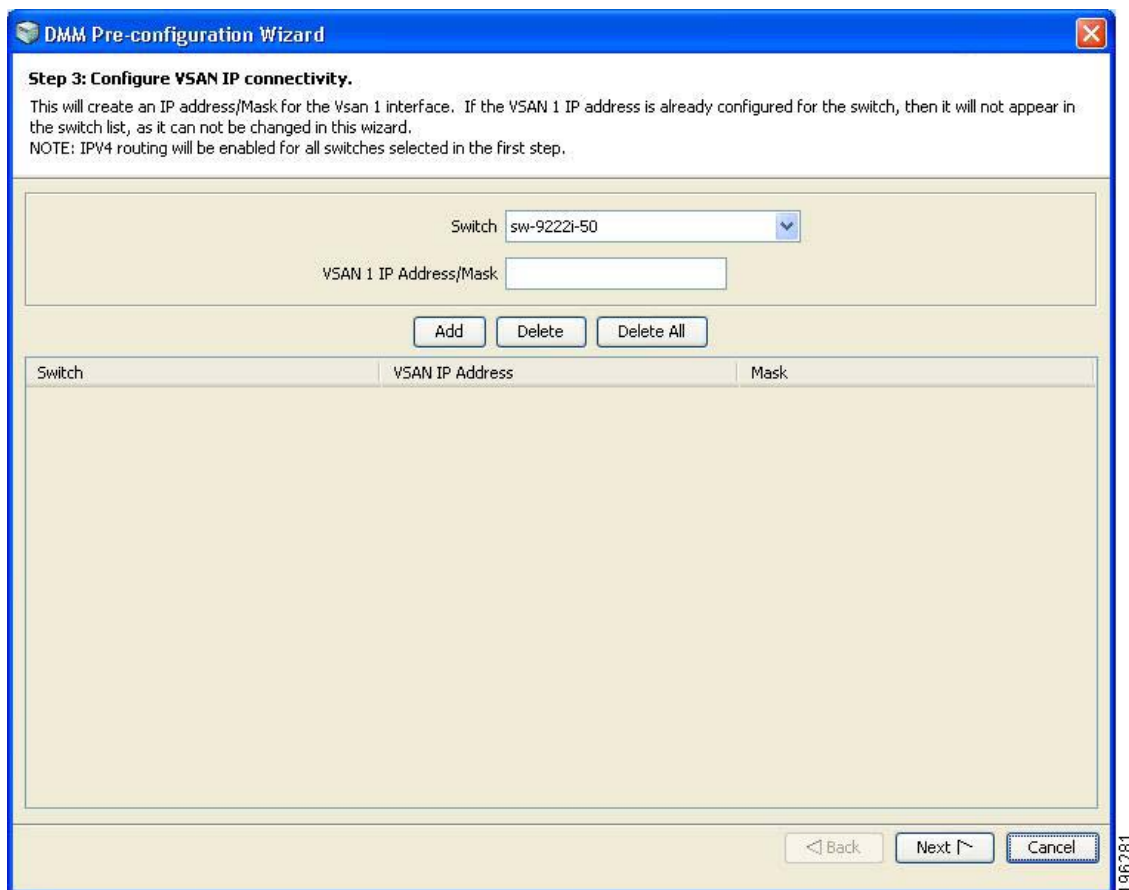 DMM Pre-configuration Wizard
Step 3: Configure VSAN IP connectivity.
This will create an IP address/Mask for the Vsan 1 interface. If the VSAN 1 IP address is already configured for the switch, then it will not appear in
the switch list, as it can not be changed in this wizard.
NOTE: IPV4 routing will be enabled for all switches selected in the first step.
Switch sw-9222i-50
VSAN 1 IP Address/Mask
Add Delete Delete All
Switch VSAN IP Address Mask
Back Next Cancel
196281